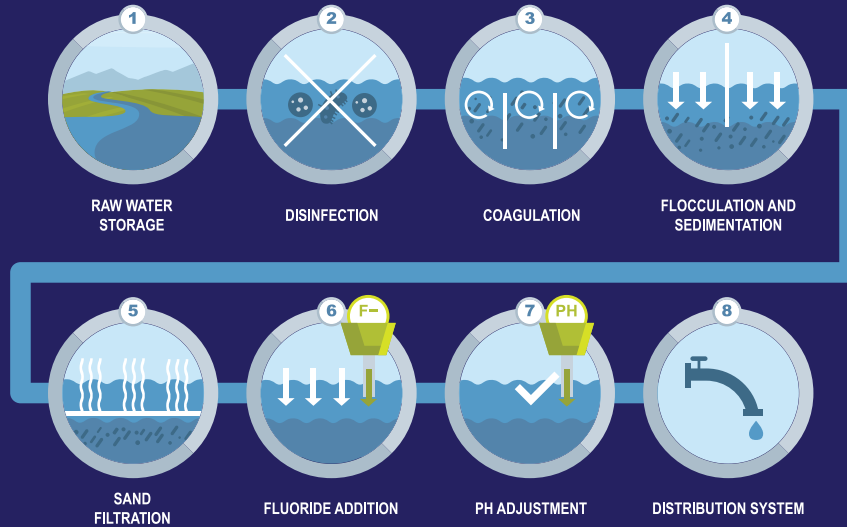 1
2
3
4
RAW WATER
STORAGE
DISINFECTION
COAGULATION
FLOCCULATION AND
SEDIMENTATION
5
6
F–
7
PH
8
SAND
FILTRATION
FLUORIDE ADDITION
PH ADJUSTMENT
DISTRIBUTION SYSTEM